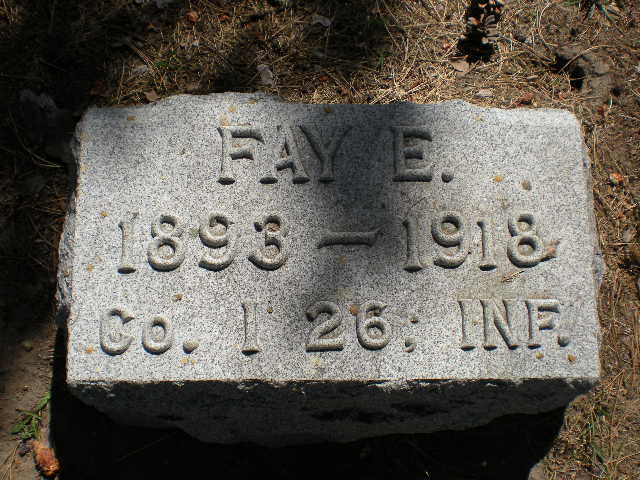 FAY E.
1893 – 1918
Co. I 26; INF.